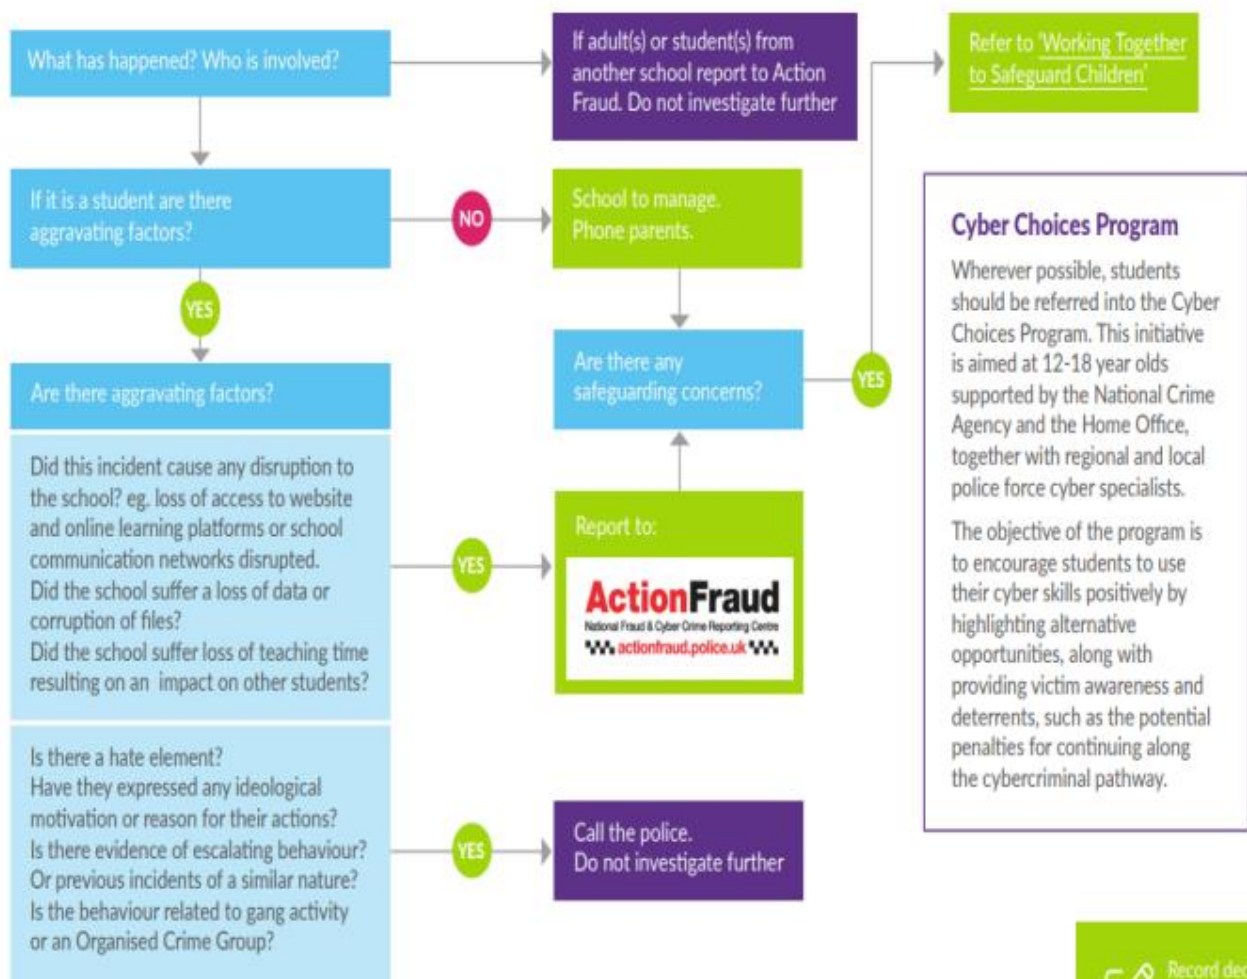 What has happened? Who is involved?
If adult(s) or student(s) from
another school report to Action
Fraud. Do not investigate further
Refer to 'Working Together
to Safeguard Children'
If it is a student are there
aggravating factors?
NO
School to manage.
Phone parents.
YES
Are there any
safeguarding concerns?
YES
Are there aggravating factors?
Did this incident cause any disruption to
the school? eg. loss of access to website
and online learning platforms or school
communication networks disrupted.
Did the school suffer a loss of data or
corruption of files?
Did the school suffer loss of teaching time
resulting on an impact on other students?
YES
Report to:
ActionFraud
National Fraud & Cyber Crime Reporting Centre
actionfraud.police.uk
Is there a hate element?
Have they expressed any ideological
motivation or reason for their actions?
Is there evidence of escalating behaviour?
Or previous incidents of a similar nature?
Is the behaviour related to gang activity
or an Organised Crime Group?
YES
Call the police.
Do not investigate further
Cyber Choices Program
Wherever possible, students
should be referred into the Cyber
Choices Program. This initiative
is aimed at 12-18 year olds
supported by the National Crime
Agency and the Home Office,
together with regional and local
police force cyber specialists.
The objective of the program is
to encourage students to use
their cyber skills positively by
highlighting alternative
opportunities, along with
providing victim awareness and
deterrents, such as the potential
penalties for continuing along
the cybercriminal pathway.
Record